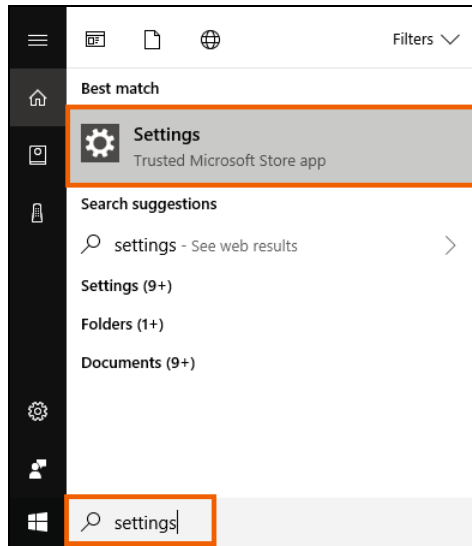 Filters
Best match
Settings
Trusted Microsoft Store app
Search suggestions
settings - See web results
Settings (9+)
Folders (1+)
Documents (9+)
settings